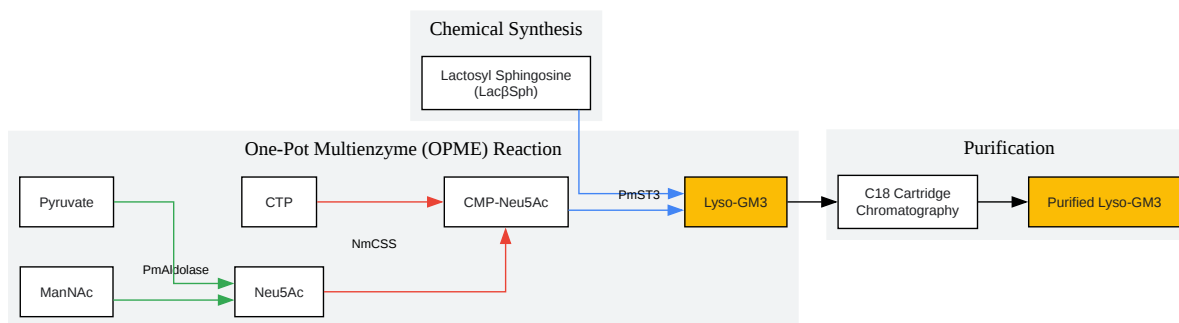 Chemical Synthesis
Lactosyl Sphingosine
(LacβSph)
One-Pot Multienzyme (OPME) Reaction
Purification
Pyruvate
CTP
CMP-Neu5Ac
PmST3
Lyso-GM3
C18 Cartridge
Chromatography
Purified Lyso-GM3
NmCSS
PmAldolase
ManNAc
Neu5Ac